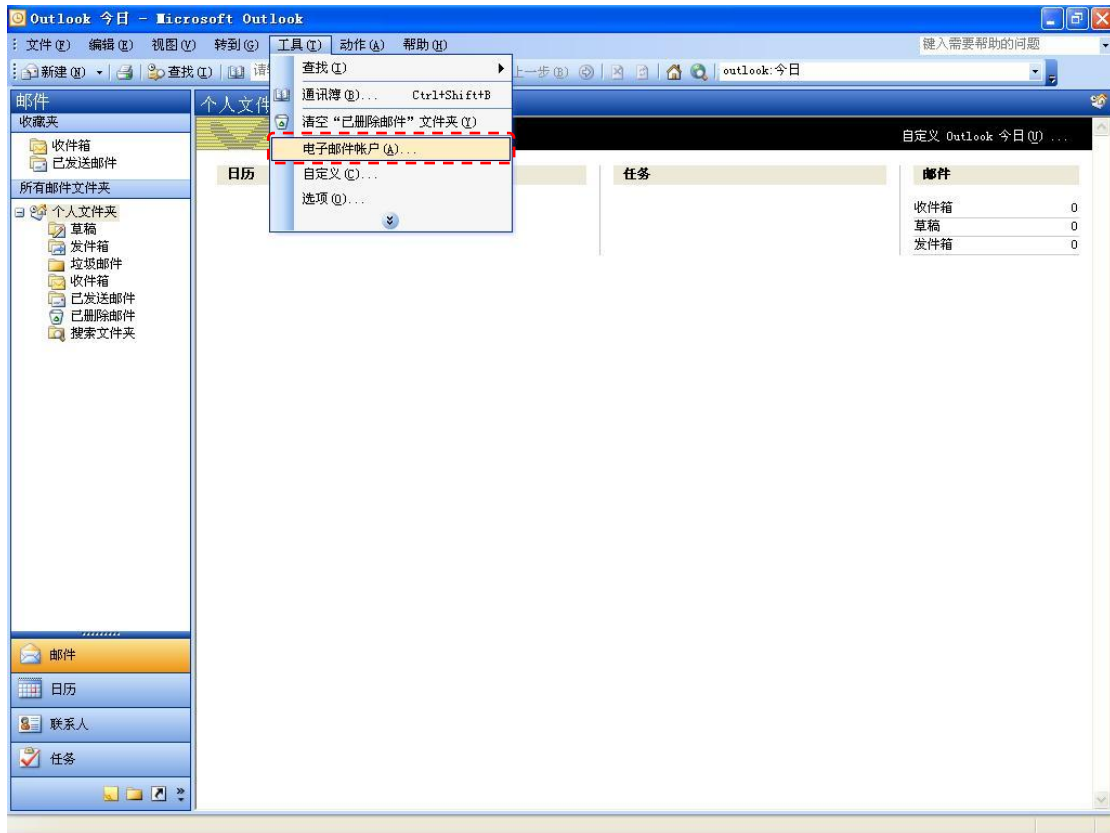 Outlook 今日 - Microsoft Outlook
文件(F) 编辑(E) 视图(V) 转到(G) 工具(T) 动作(A) 帮助(H) 键入需要帮助的问题
新建(N) 查找(I) 上一步(B) outlook:今日
查找(I)
通讯簿(B)... Ctrl+Shift+B
清空“已删除邮件”文件夹(Y)
电子邮件帐户(A)...
自定义(C)...
选项(O)...
邮件
收藏夹
收件箱
已发送邮件
所有邮件文件夹
个人文件夹
草稿
发件箱
垃圾邮件
收件箱
已发送邮件
已删除邮件
搜索文件夹
邮件
日历
联系人
任务
个人文件
自定义 Outlook 今日(U) ...
日历 任务 邮件
收件箱 0
草稿 0
发件箱 0